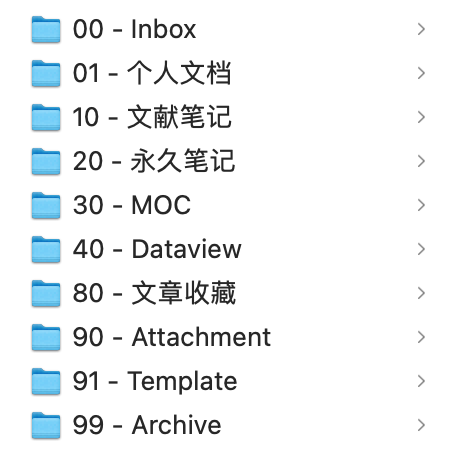 00 - Inbox
01 - 个人文档
10 - 文献笔记
20 - 永久笔记
30 - MOC
40 - Dataview
80 - 文章收藏
90 - Attachment
91 - Template
99 - Archive